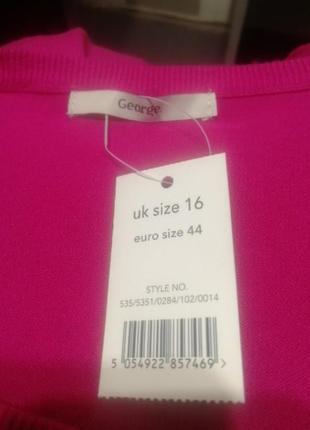 George
uk size 16
euro size 44
STYLE NO.
535/5351/0284/102/0014
5 054922 857469 >